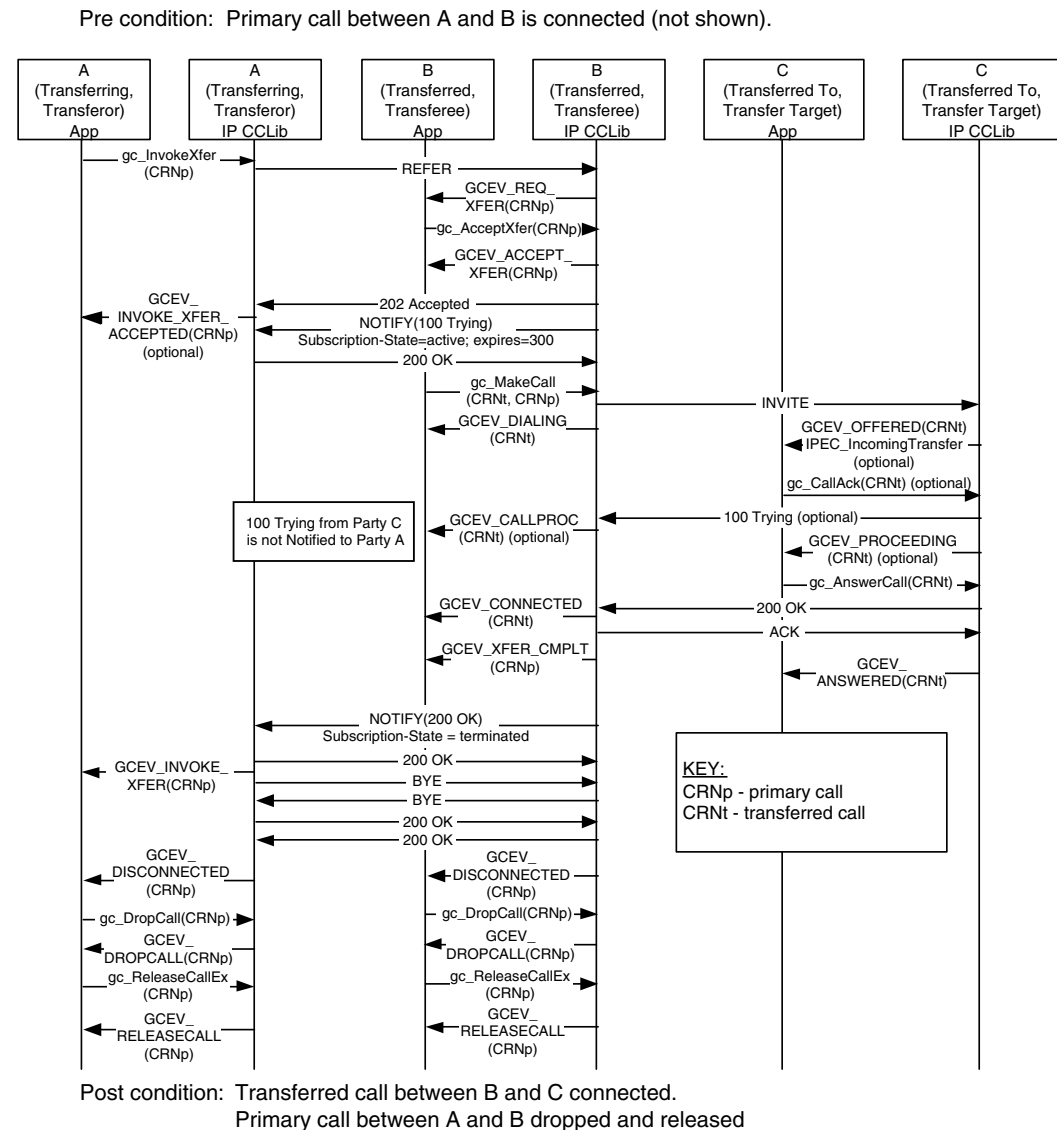 Pre condition: Primary call between A and B is connected (not shown).
A
(Transferring,
Transferor)
App
A
(Transferring,
Transferor)
IP CCLib
B
(Transferred,
Transferee)
App
B
(Transferred,
Transferee)
IP CCLib
C
(Transferred To,
Transfer Target)
App
C
(Transferred To,
Transfer Target)
IP CCLib
gc_InvokeXfer
(CRNp)
REFER
GCEV_REQ_
XFER(CRNp)
gc_AcceptXfer(CRNp)
GCEV_ACCEPT_
XFER(CRNp)
202 Accepted
GCEV_
INVOKE_XFER_
ACCEPTED(CRNp)
(optional)
NOTIFY(100 Trying)
Subscription-State=active; expires=300
200 OK
gc_MakeCall
(CRNt, CRNp)
INVITE
GCEV_DIALING
(CRNt)
GCEV_OFFERED(CRNt)
IPEC_IncomingTransfer
(optional)
gc_CallAck(CRNt) (optional)
100 Trying from Party C
is not Notified to Party A
100 Trying (optional)
GCEV_CALLPROC
(CRNt) (optional)
GCEV_PROCEEDING
(CRNt) (optional)
gc_AnswerCall(CRNt)
200 OK
GCEV_CONNECTED
(CRNt)
ACK
GCEV_XFER_CMPLT
(CRNp)
GCEV_
ANSWERED(CRNt)
NOTIFY(200 OK)
Subscription-State = terminated
200 OK
GCEV_INVOKE_
XFER(CRNp)
BYE
BYE
200 OK
200 OK
KEY:
CRNp - primary call
CRNt - transferred call
GCEV_
DISCONNECTED
(CRNp)
GCEV_
DISCONNECTED
(CRNp)
gc_DropCall(CRNp)
gc_DropCall(CRNp)
GCEV_
DROPCALL(CRNp)
GCEV_
DROPCALL(CRNp)
gc_ReleaseCallEx
(CRNp)
gc_ReleaseCallEx
(CRNp)
GCEV_
RELEASECALL
(CRNp)
GCEV_
RELEASECALL
(CRNp)
Post condition: Transferred call between B and C connected.
Primary call between A and B dropped and released